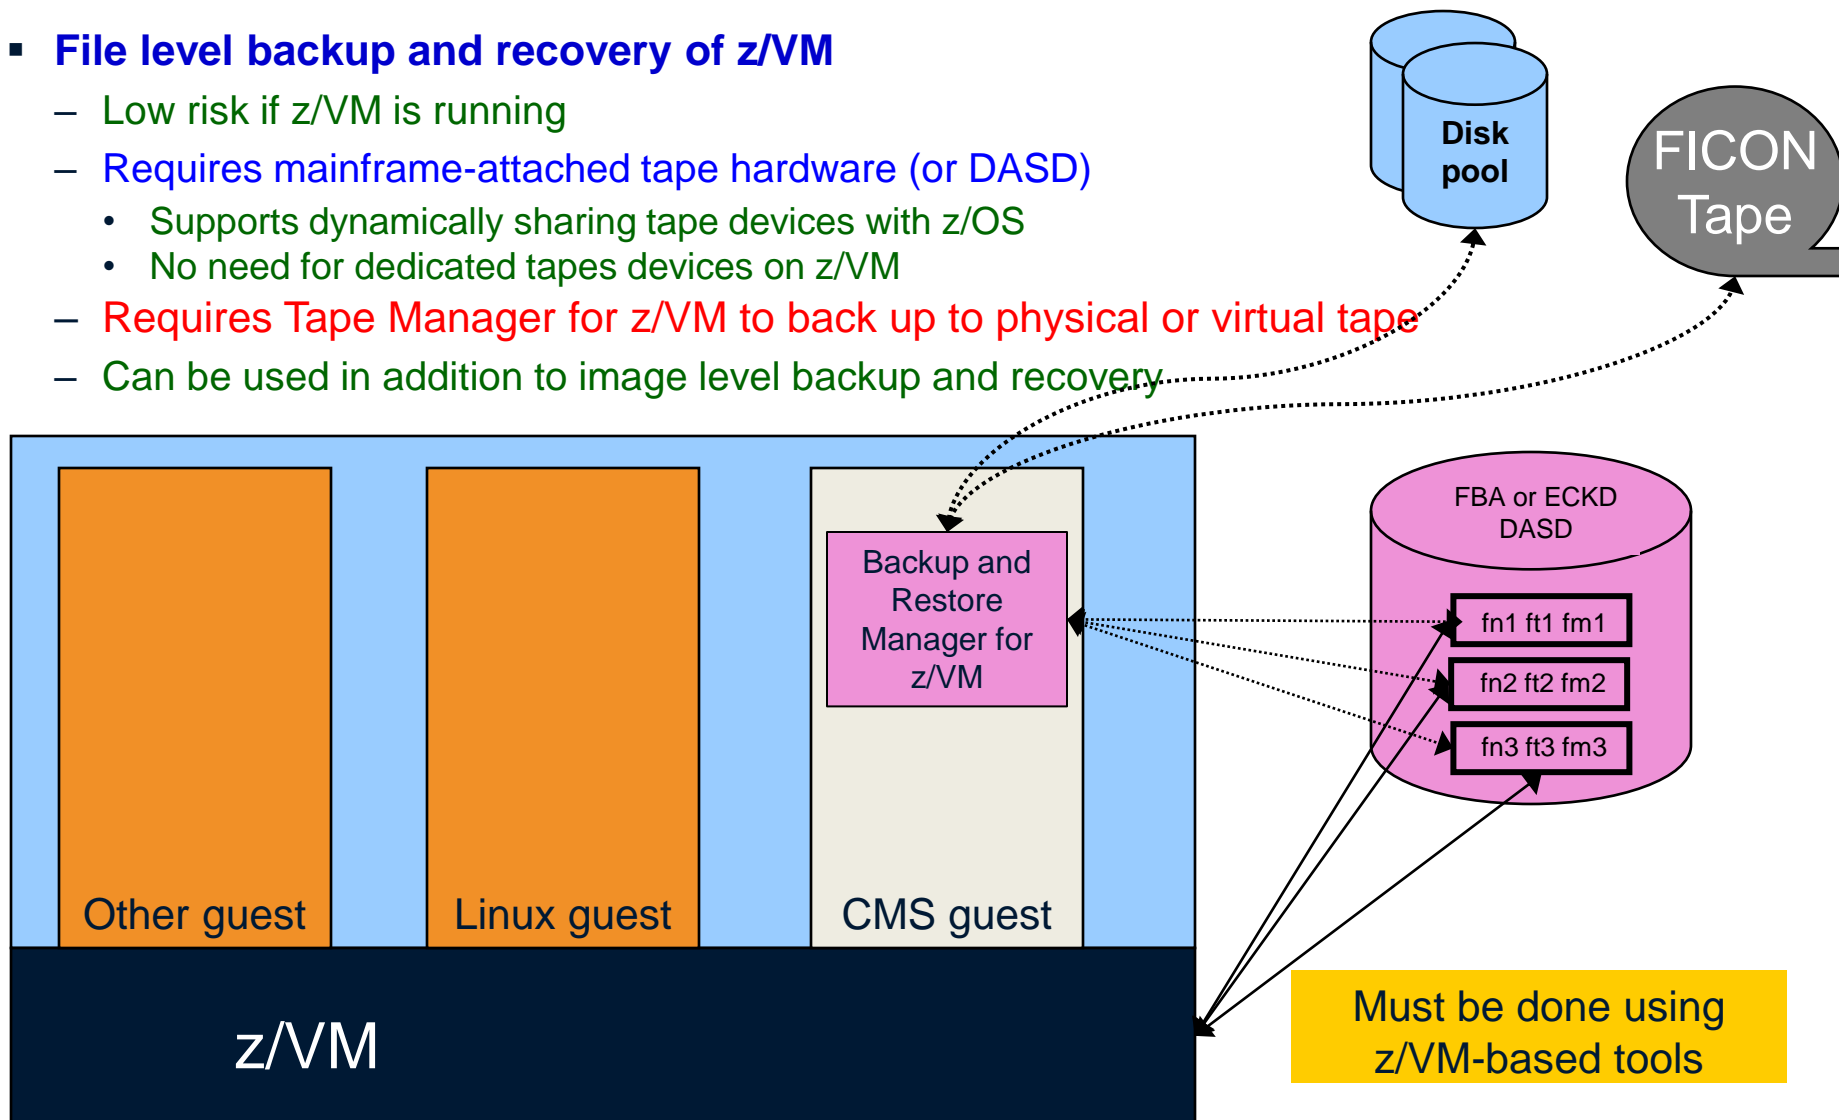 ▪ File level backup and recovery of z/VM
– Low risk if z/VM is running
– Requires mainframe-attached tape hardware (or DASD)
• Supports dynamically sharing tape devices with z/OS
• No need for dedicated tapes devices on z/VM
– Requires Tape Manager for z/VM to back up to physical or virtual tape
– Can be used in addition to image level backup and recovery
Disk
pool
FICON
Tape
Backup and
Restore
Manager for
z/VM
FBA or ECKD
DASD
fn1 ft1 fm1
fn2 ft2 fm2
fn3 ft3 fm3
Other guest
Linux guest
CMS guest
z/VM
Must be done using
z/VM-based tools